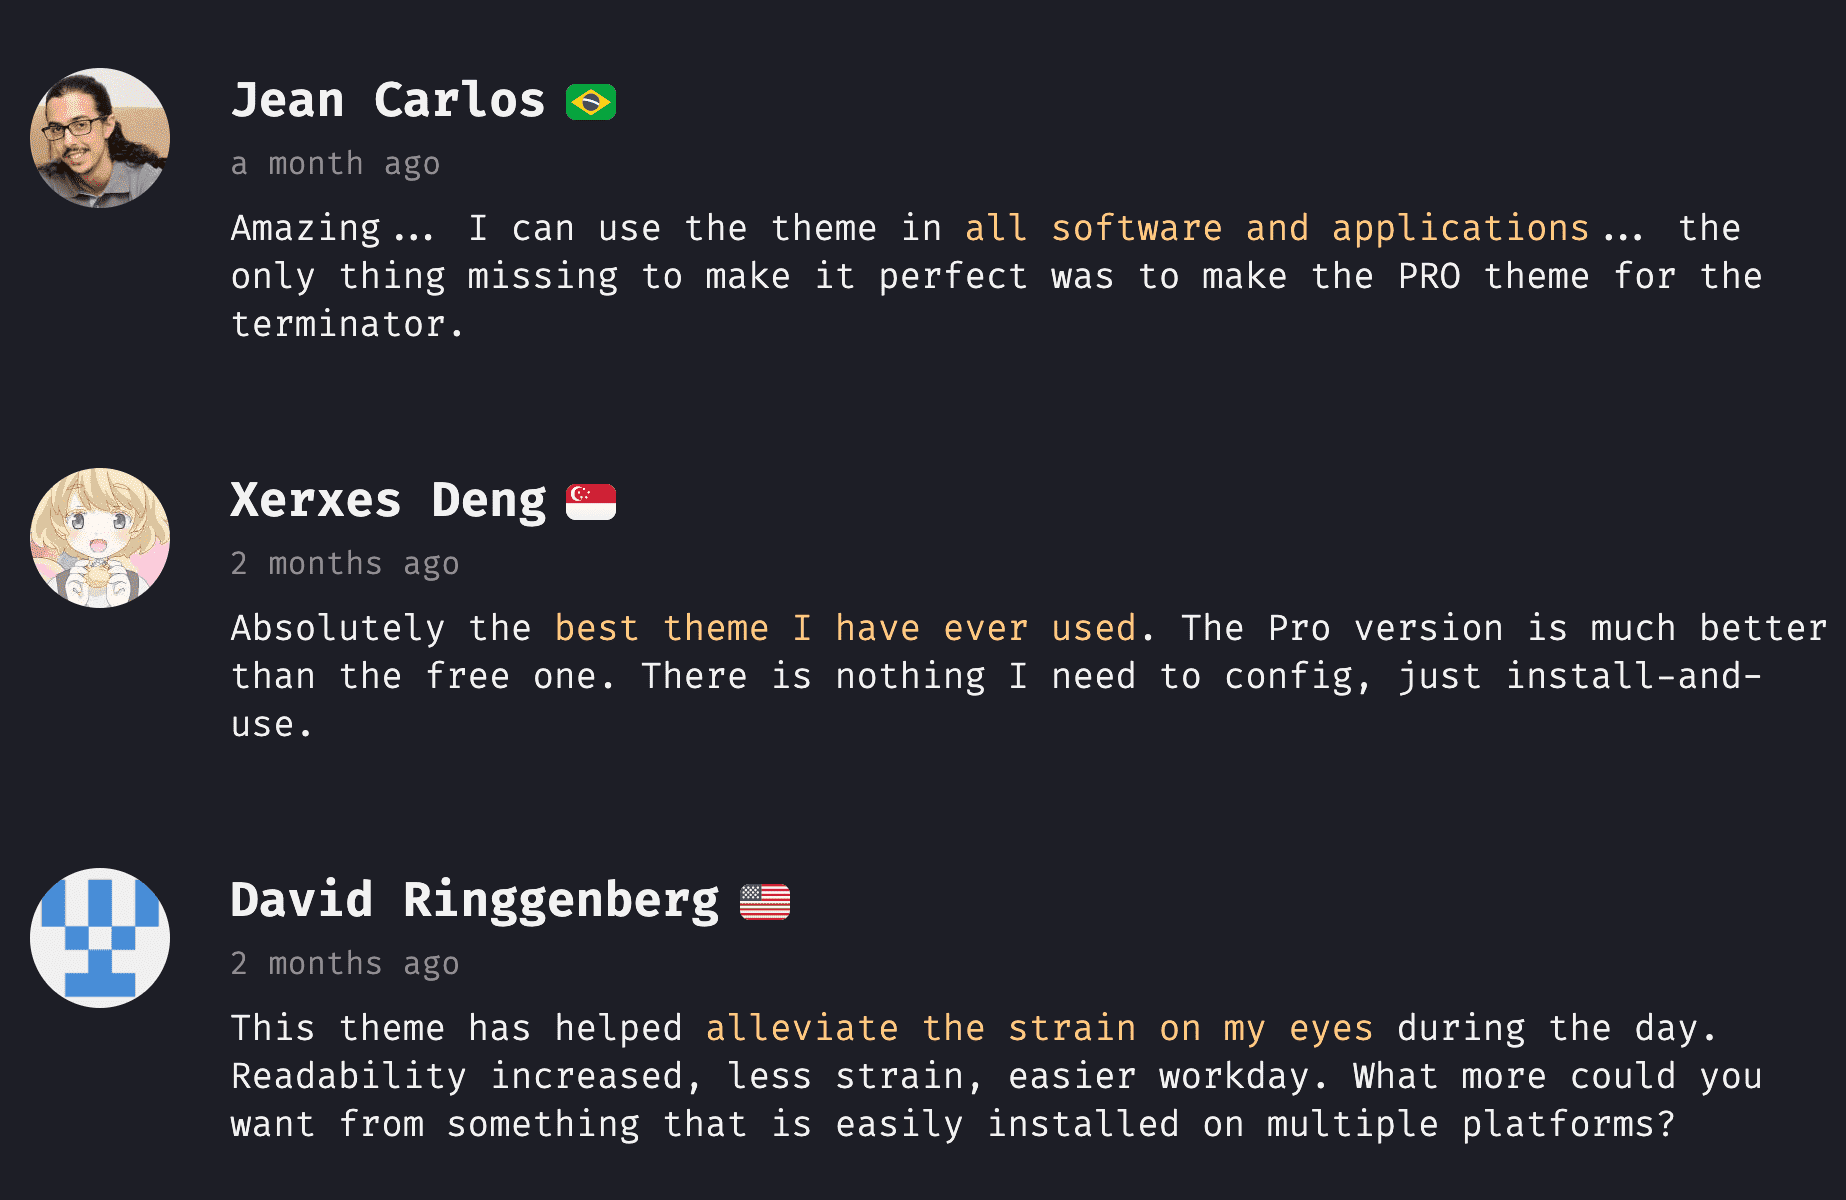 Jean Carlos
a month ago
Amazing... I can use the theme in all software and applications... the
only thing missing to make it perfect was to make the PRO theme for the
terminator.
Xerxes Deng
2 months ago
Absolutely the best theme I have ever used. The Pro version is much better
than the free one. There is nothing I need to config, just install-and-
use.
David Ringgenberg
2 months ago
This theme has helped alleviate the strain on my eyes during the day.
Readability increased, less strain, easier workday. What more could you
want from something that is easily installed on multiple platforms?